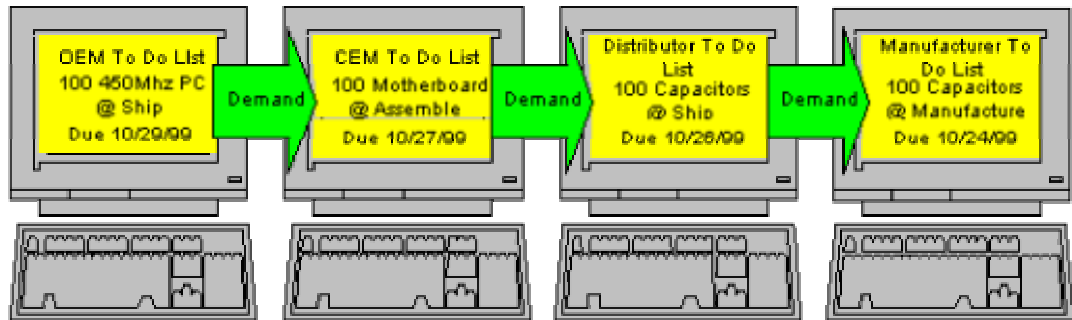 OEM To Do List
100 450Mhz PC
@ Ship
Due 10/29/99
Demand
CEM To Do List
100 Motherboard
@ Assemble
Due 10/27/99
Demand
Distributor To Do
List
100 Capacitors
@ Ship
Due 10/26/99
Demand
Manufacturer To
Do List
100 Capacitors
@ Manufacture
Due 10/24/99